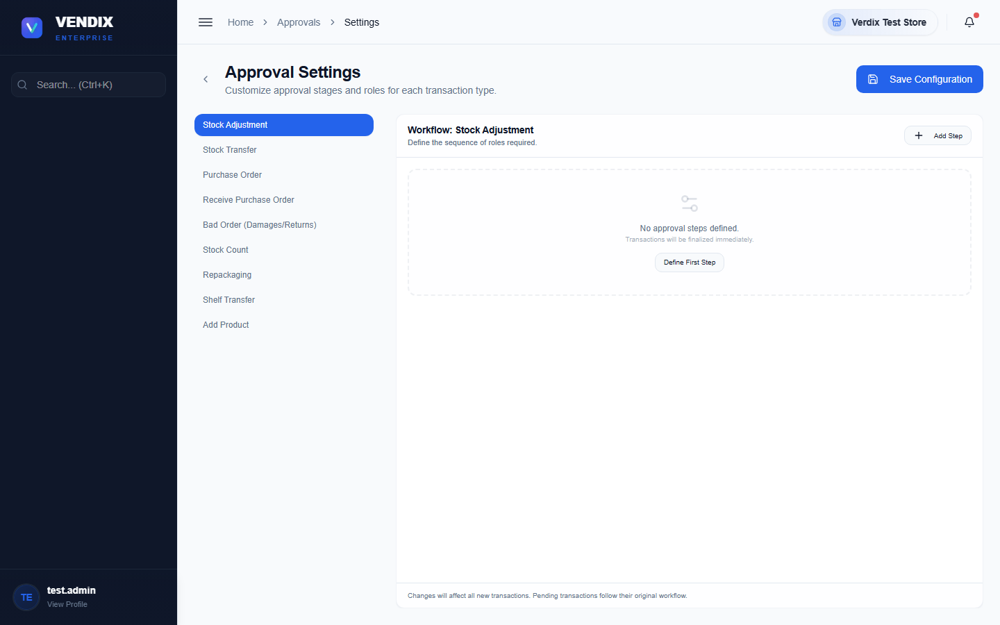 VENDIX
ENTERPRISE
Search... (Ctrl+K)
Home
Approvals
Settings
Verdix Test Store
Approval Settings
Customize approval stages and roles for each transaction type.
Save Configuration
Stock Adjustment
Stock Transfer
Purchase Order
Receive Purchase Order
Bad Order (Damages/Returns)
Stock Count
Repackaging
Shelf Transfer
Add Product
Workflow: Stock Adjustment
Define the sequence of roles required.
Add Step
No approval steps defined.
Transactions will be finalized immediately.
Define First Step
Changes will affect all new transactions. Pending transactions follow their original workflow.
TE
test.admin
View Profile